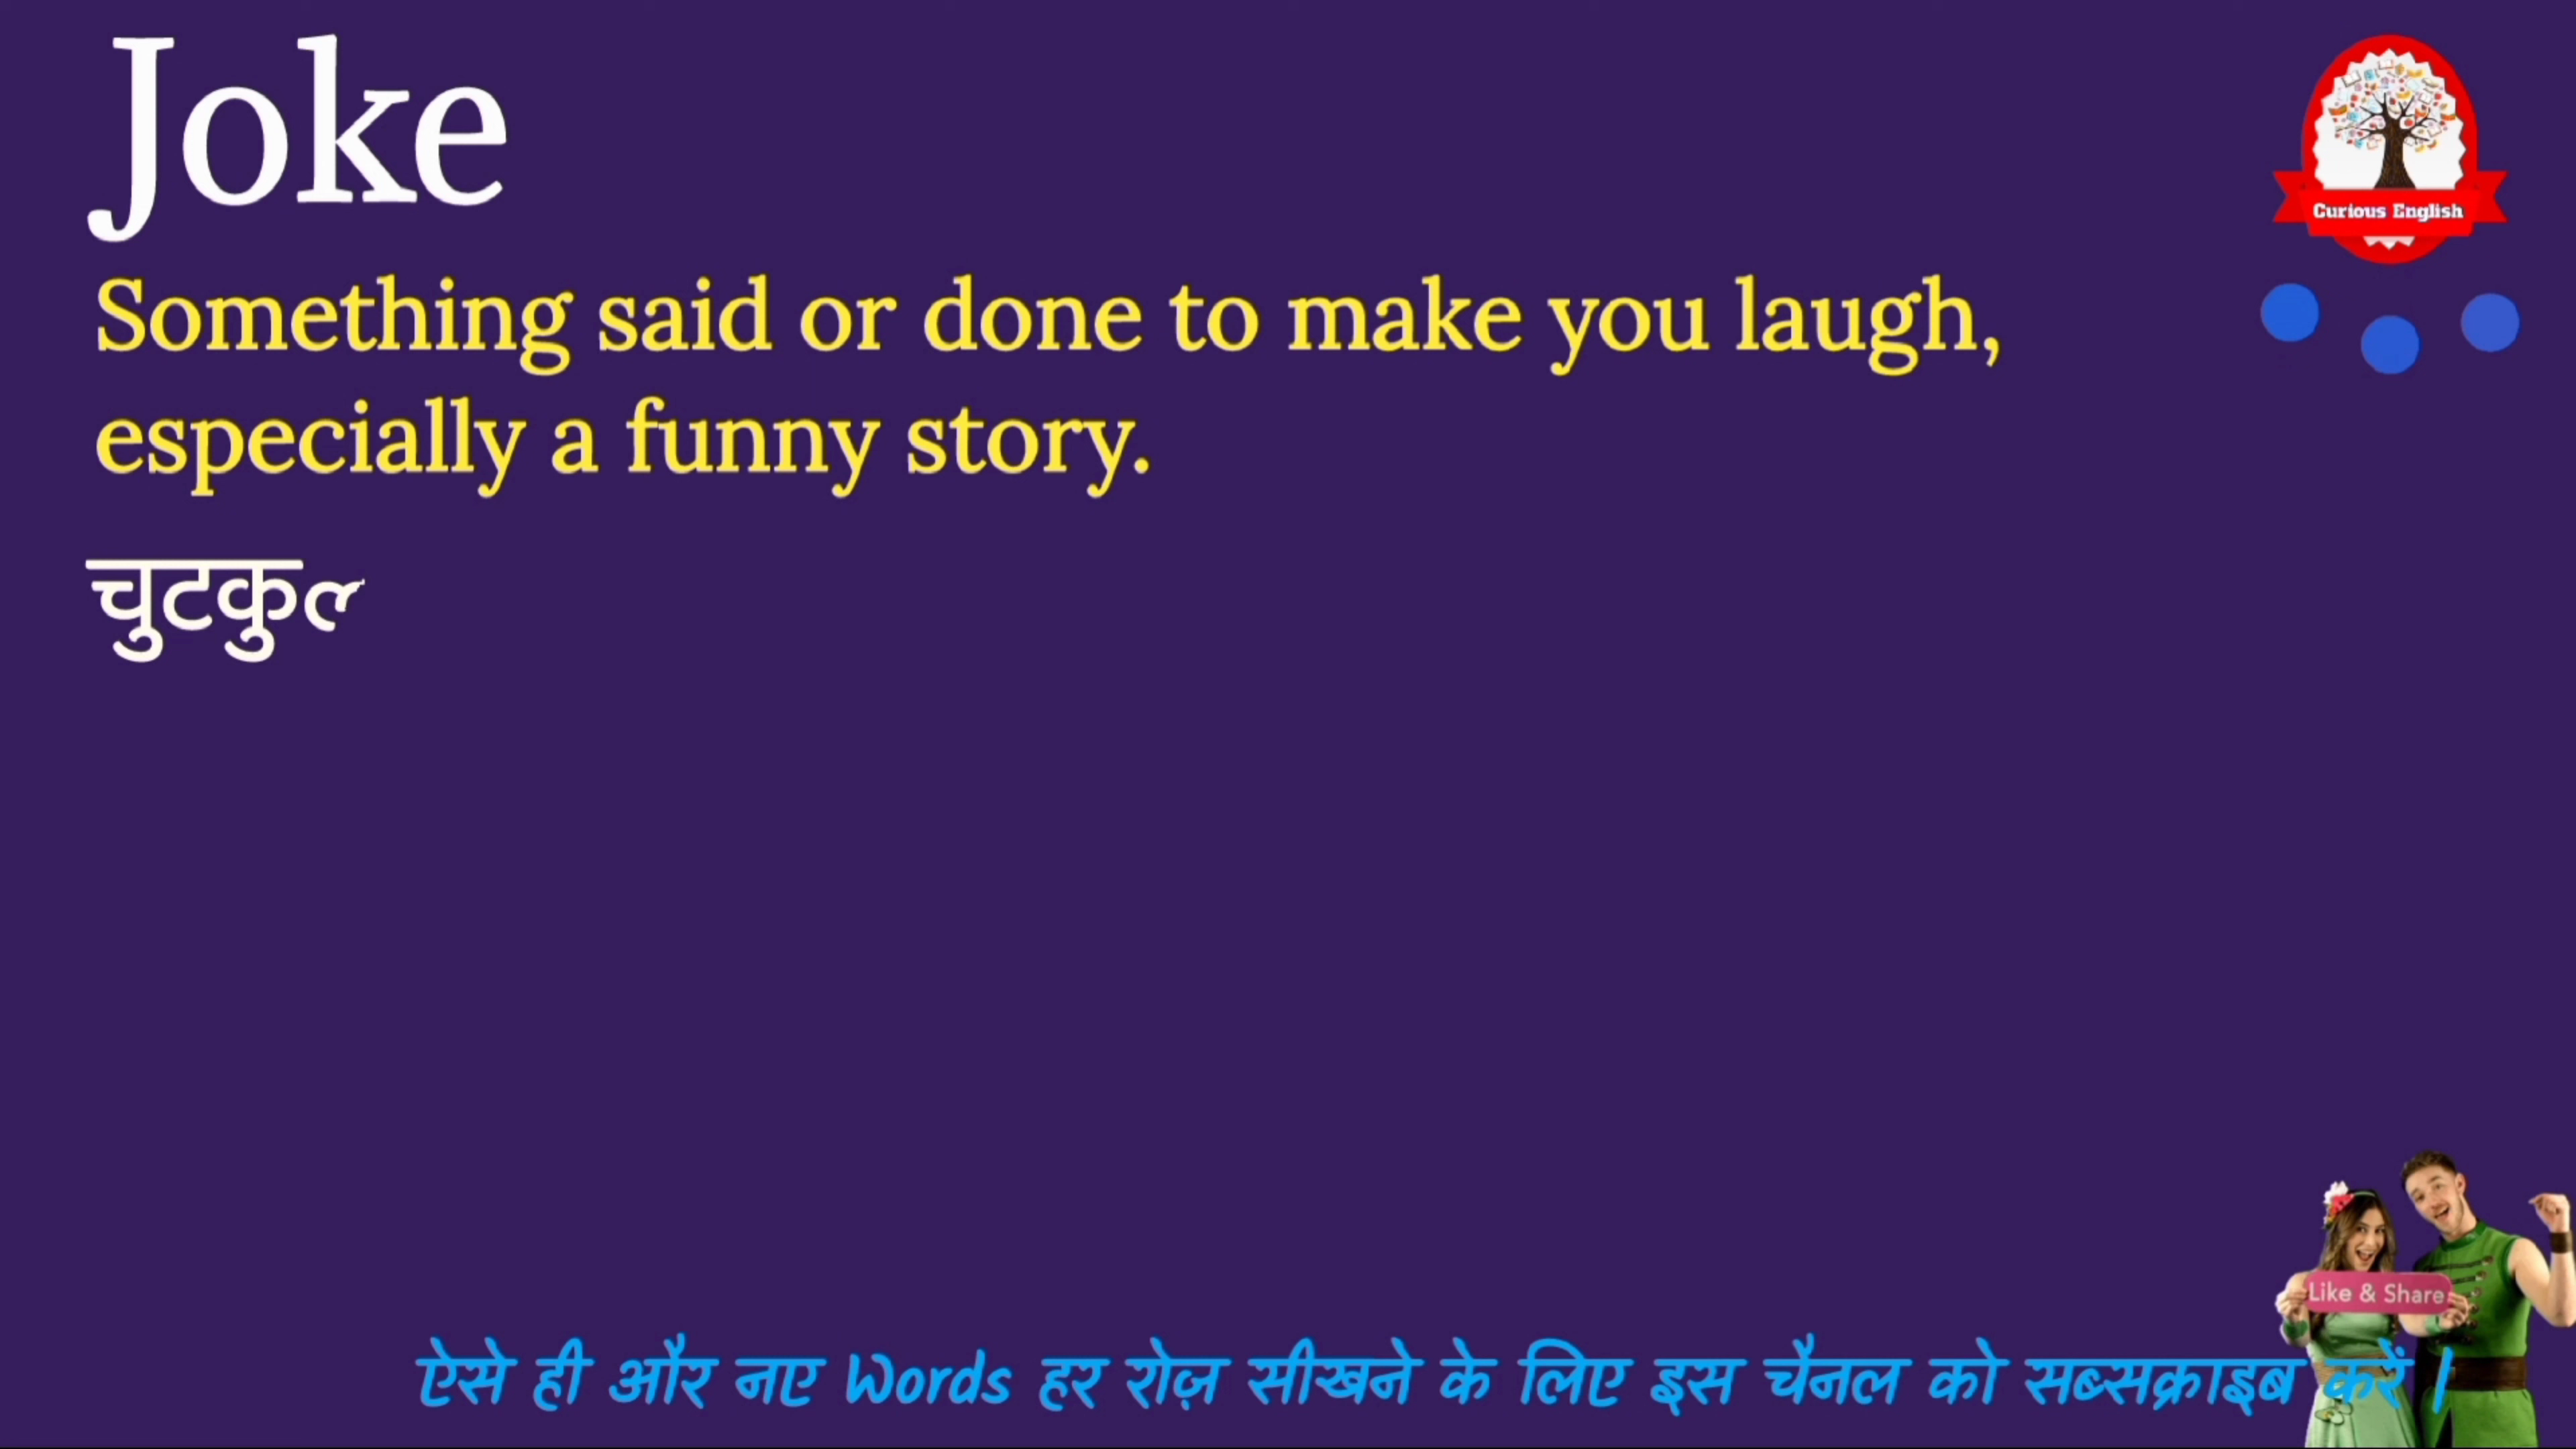 Joke
Curious English
Something said or done to make you laugh,
especially a funny story.
चुटकु
Like & Share
ऐसे ही और नए Words हर रोज़ सीखने के लिए इस चैनल को सब्सक्राइब करें |